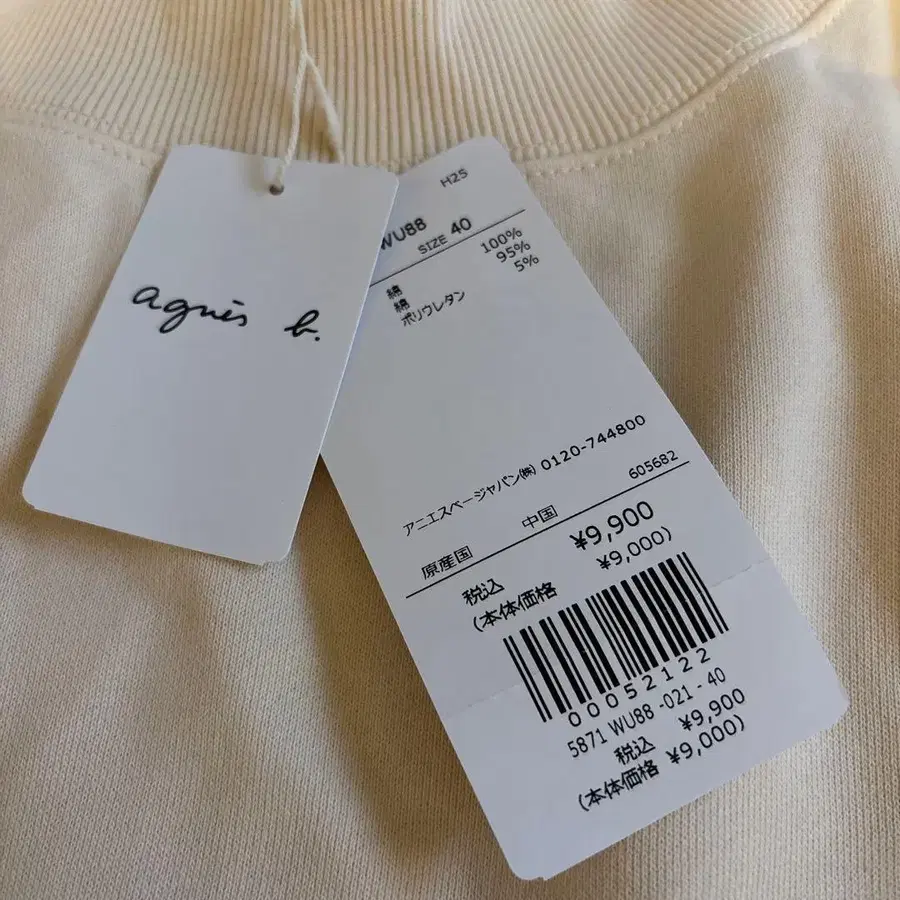 agnès b.
H25
WU88
SIZE 40
綿 100%
綿 95%
ポリウレタン 5%
アニエスベージャパン㈱ 0120-744800
605682
原産国 中国
税込 ¥9,900
(本体価格 ¥9,000)
00052122
5871 WU88 -021 - 40
税込 ¥9,900
(本体価格 ¥9,000)